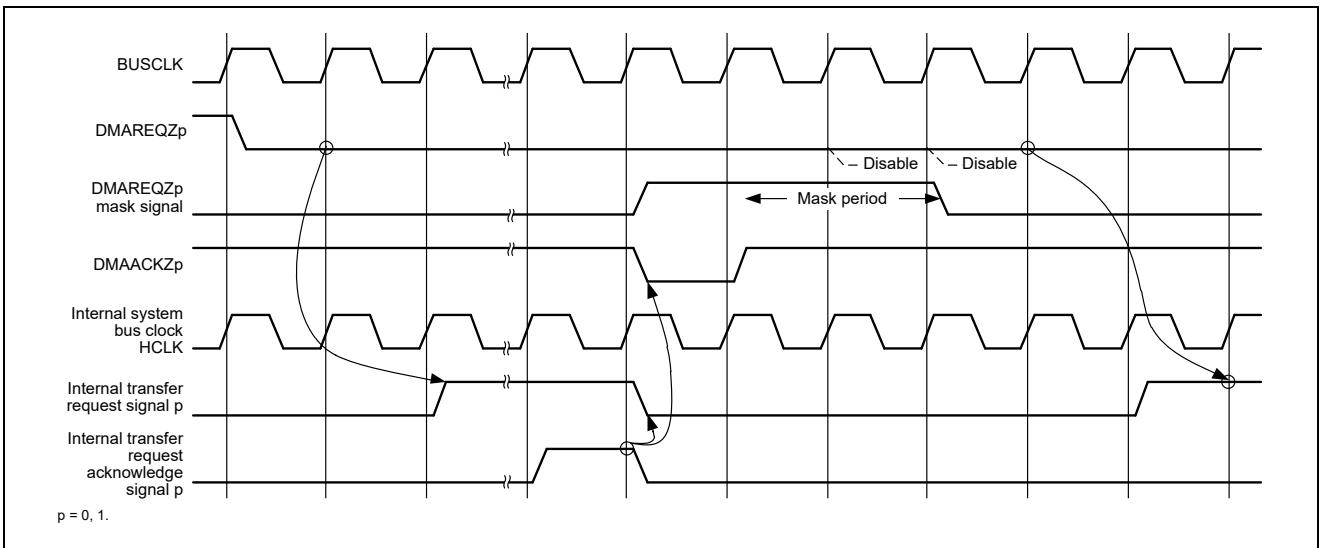 BUSCLK
DMAREQZp
Disable
Disable
DMAREQZp
mask signal
Mask period
DMAACKZp
Internal system
bus clock
HCLK
Internal transfer
request signal p
Internal transfer
request
acknowledge
signal p
p = 0, 1.